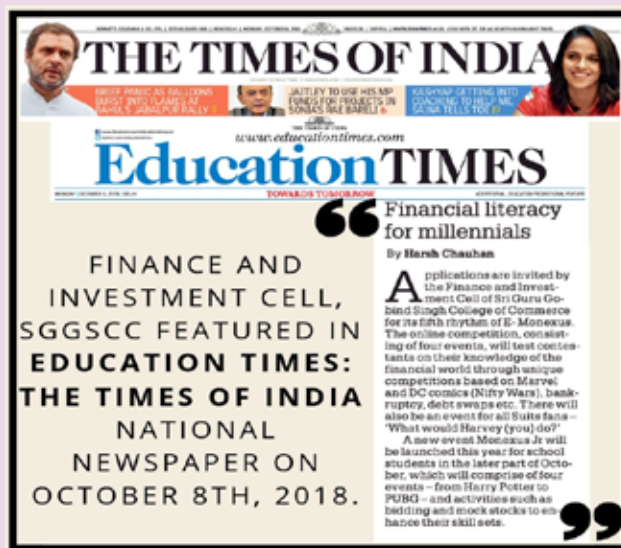 THE TIMES OF INDIA
BRIEF PANIC AS BALLOONS
BURST INTO FLAMES AT
RAHUL'S JABALPUR RALLY
JAITLEY TO USE HIS MP
FUNDS FOR PROJECTS IN
SONIA'S RAE BARELI 6
KASHYAP GETTING INTO
COACHING TO HELP ME,
SAINA TELLS TOI
www.educationtimes.com
Education TIMES
TOWARDS TOMORROW
“
Financial literacy
for millennials
By Harsh Chauhan
Applications are invited by
the Finance and Invest-
ment Cell of Sri Guru Go-
bind Singh College of Commerce
for its fifth rhythm of E- Monexus.
The online competition, consist-
ing of four events, will test contes-
tants on their knowledge of the
financial world through unique
competitions based on Marvel
and DC comics (Nifty Wars), bank-
ruptcy, debt swaps etc. There will
also be an event for all Suits fans –
'What would Harvey (you) do?'
A new event Monexus Jr will
be launched this year for school
students in the later part of Octo-
ber, which will comprise of four
events – from Harry Potter to
PUBG – and activities such as
bidding and mock stocks to en-
hance their skill sets.
”
FINANCE AND
INVESTMENT CELL,
SGGSCC FEATURED IN
EDUCATION TIMES:
THE TIMES OF INDIA
NATIONAL
NEWSPAPER ON
OCTOBER 8TH, 2018.